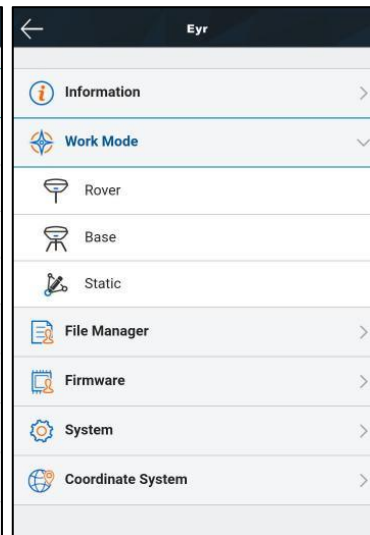 Eyr
Information
Work Mode
Rover
Base
Static
File Manager
Firmware
System
Coordinate System